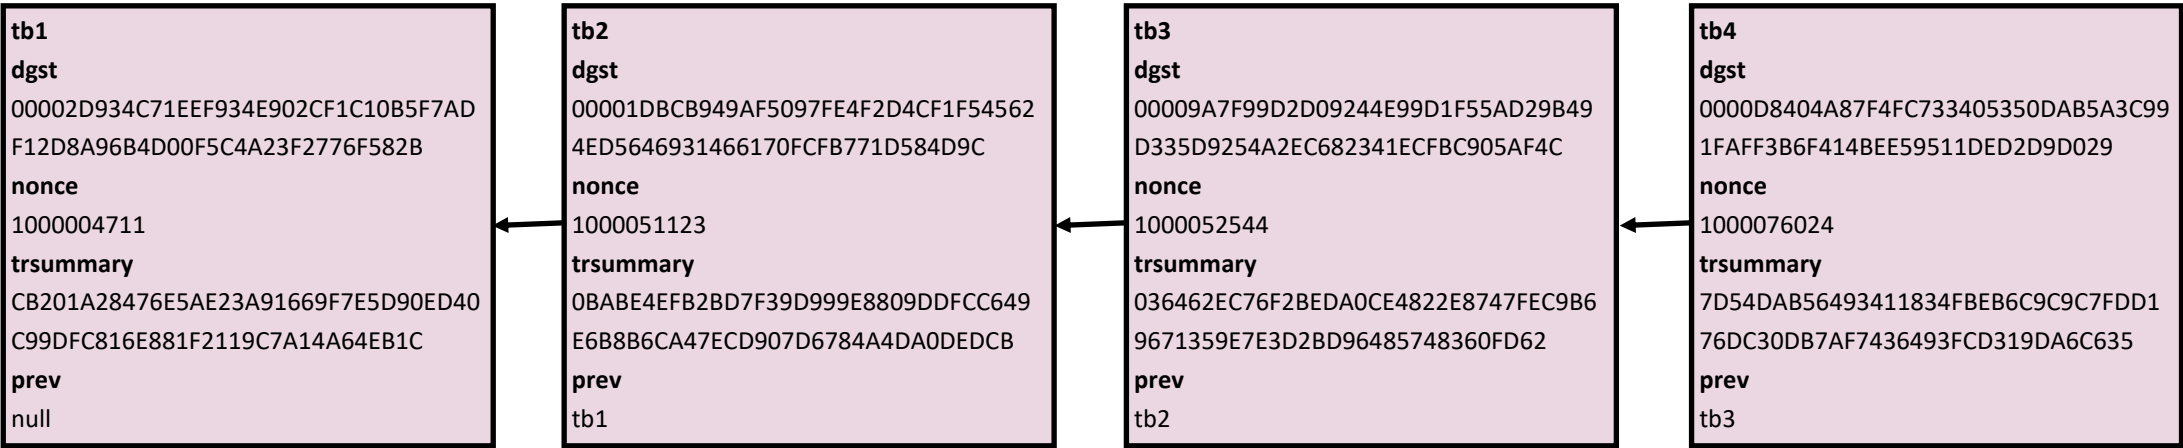 tb1
dgst
00002D934C71EEF934E902CF1C10B5F7AD
F12D8A96B4D00F5C4A23F2776F582B
nonce
1000004711
trsummary
CB201A28476E5AE23A91669F7E5D90ED40
C99DFC816E881F2119C7A14A64EB1C
prev
null
tb2
dgst
00001DBCB949AF5097FE4F2D4CF1F54562
4ED5646931466170FCFB771D584D9C
nonce
1000051123
trsummary
0BABE4EFB2BD7F39D999E8809DDFCC649
E6B8B6CA47ECD907D6784A4DA0DEDCB
prev
tb1
tb3
dgst
00009A7F99D2D09244E99D1F55AD29B49
D335D9254A2EC682341ECFBC905AF4C
nonce
1000052544
trsummary
036462EC76F2BEDA0CE4822E8747FEC9B6
9671359E7E3D2BD96485748360FD62
prev
tb2
tb4
dgst
0000D8404A87F4FC733405350DAB5A3C99
1FAFF3B6F414BEE59511DED2D9D029
nonce
1000076024
trsummary
7D54DAB56493411834FBEB6C9C9C7FDD1
76DC30DB7AF7436493FCD319DA6C635
prev
tb3